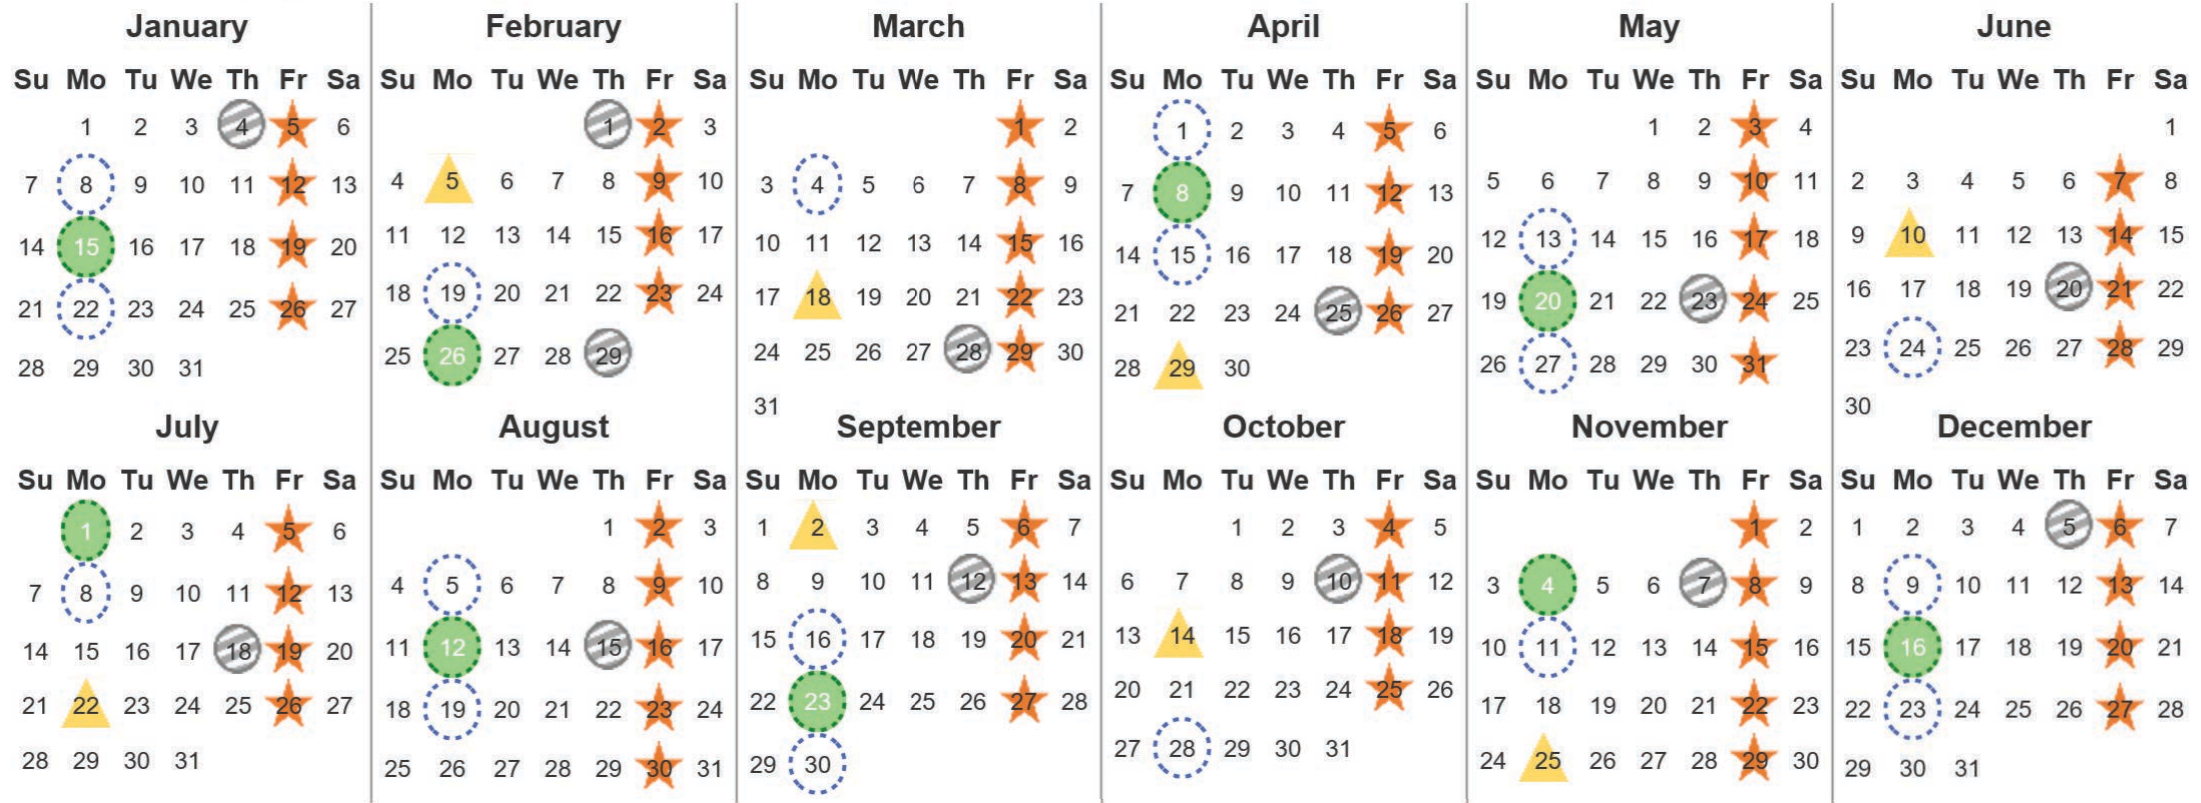 January February March April May June
Su Mo Tu We Th Fr Sa Su Mo Tu We Th Fr Sa Su Mo Tu We Th Fr Sa Su Mo Tu We Th Fr Sa Su Mo Tu We Th Fr Sa Su Mo Tu We Th Fr Sa
1 2 3 4 5 6 1 2 3 1 2 1 2 3 4 5 6 1 2 3 4 1
7 8 9 10 11 12 13 4 5 6 7 8 9 10 3 4 5 6 7 8 9 7 8 9 10 11 12 13 5 6 7 8 9 10 11 2 3 4 5 6 7 8
14 15 16 17 18 19 20 11 12 13 14 15 16 17 10 11 12 13 14 15 16 14 15 16 17 18 19 20 12 13 14 15 16 17 18 9 10 11 12 13 14 15
21 22 23 24 25 26 27 18 19 20 21 22 23 24 17 18 19 20 21 22 23 21 22 23 24 25 26 27 19 20 21 22 23 24 25 16 17 18 19 20 21 22
28 29 30 31 25 26 27 28 29 24 25 26 27 28 29 30 28 29 30 26 27 28 29 30 31 23 24 25 26 27 28 29
31 30
July August September October November December
Su Mo Tu We Th Fr Sa Su Mo Tu We Th Fr Sa Su Mo Tu We Th Fr Sa Su Mo Tu We Th Fr Sa Su Mo Tu We Th Fr Sa Su Mo Tu We Th Fr Sa
1 2 3 4 5 6 1 2 3 1 2 3 4 5 6 7 1 2 3 4 5 1 2 1 2 3 4 5 6 7
7 8 9 10 11 12 13 4 5 6 7 8 9 10 8 9 10 11 12 13 14 6 7 8 9 10 11 12 3 4 5 6 7 8 9 8 9 10 11 12 13 14
14 15 16 17 18 19 20 11 12 13 14 15 16 17 15 16 17 18 19 20 21 13 14 15 16 17 18 19 10 11 12 13 14 15 16 15 16 17 18 19 20 21
21 22 23 24 25 26 27 18 19 20 21 22 23 24 22 23 24 25 26 27 28 20 21 22 23 24 25 26 17 18 19 20 21 22 23 22 23 24 25 26 27 28
28 29 30 31 25 26 27 28 29 30 31 29 30 27 28 29 30 31 24 25 26 27 28 29 30 29 30 31